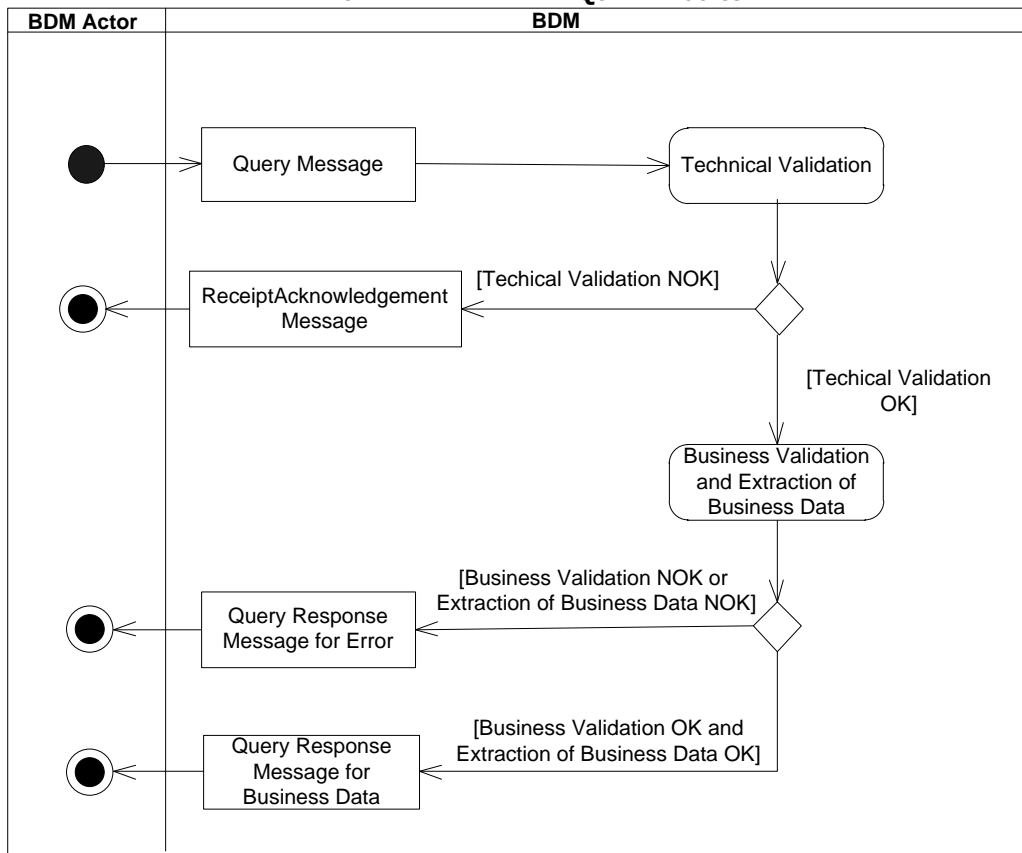 BDM Actor
BDM
Query Message
Technical Validation
[Techical Validation NOK]
ReceiptAcknowledgement
Message
[Techical Validation
OK]
Business Validation
and Extraction of
Business Data
[Business Validation NOK or
Extraction of Business Data NOK]
Query Response
Message for Error
[Business Validation OK and
Extraction of Business Data OK]
Query Response
Message for
Business Data